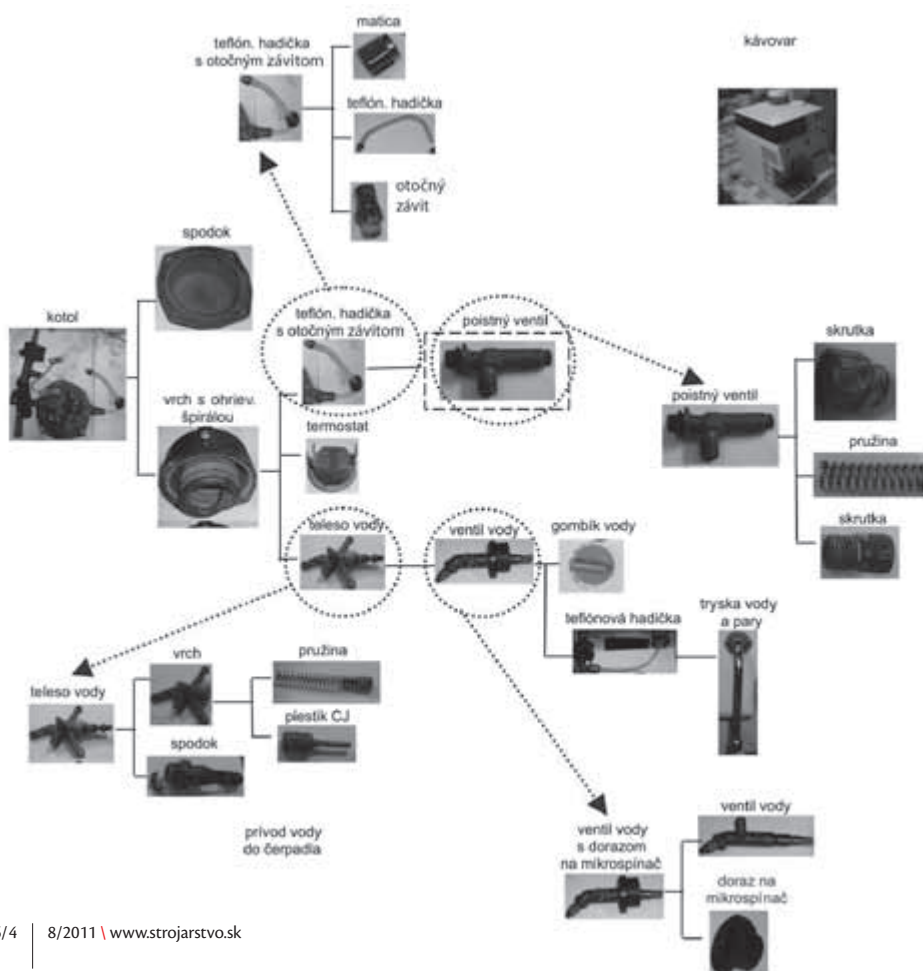 matica
teflón. hadička
s otočným závitom
kávovar
teflón. hadička
otočný
závit
spodok
teflón. hadička
s otočným závitom
poistný ventil
kotol
skrutka
vrch s ohriev.
špirálou
termostat
poistný ventil
pružina
teleso vody
ventil vody
gombík vody
skrutka
teflónová hadička
tryska vody
a pary
vrch
pružina
teleso vody
piestik ČJ
spodok
ventil vody
prívod vody
do čerpadla
ventil vody
s dorazom
na mikrospínač
doraz na
mikrospínač
/4 | 8/2011 \ www.strojarstvo.sk